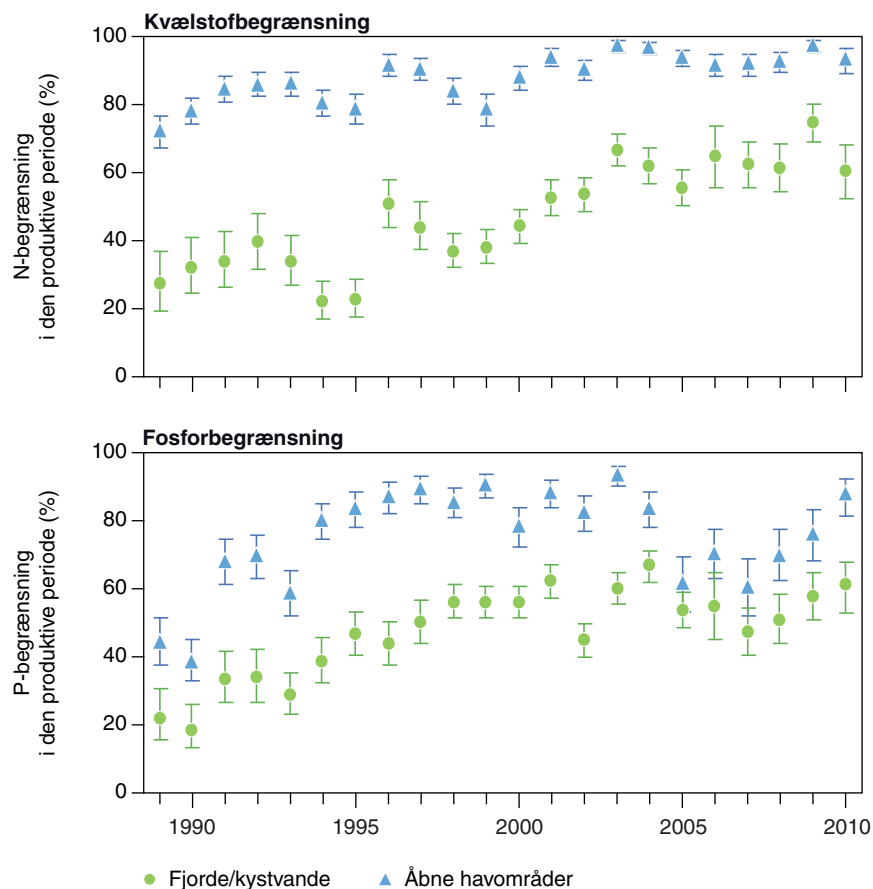 Kvælstofbegrænsning
N-begrænsning
i den produktive periode (%)
100
80
60
40
20
0
Fosforbegrænsning
P-begrænsning
i den produktive periode (%)
100
80
60
40
20
0
1990 1995 2000 2005 2010
Fjorde/kystvande Åbne havområder